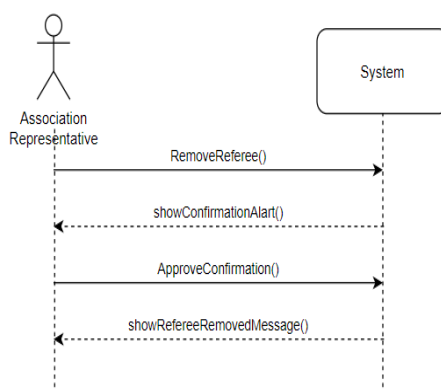 System
Association
Representative
RemoveReferee()
showConfirmationAlart()
ApproveConfirmation()
showRefereeRemovedMessage()